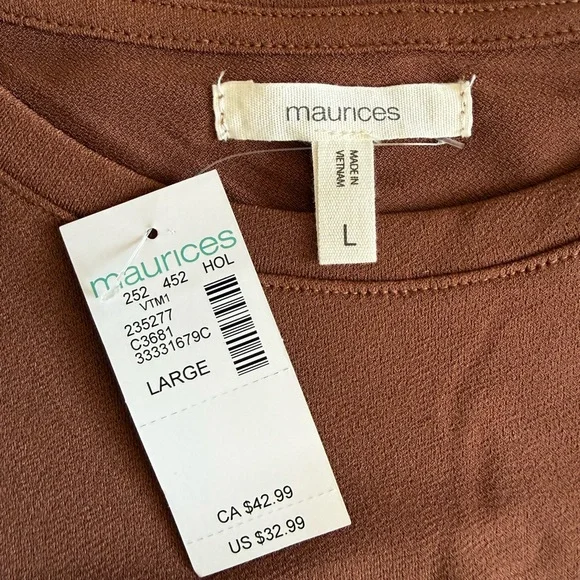 maurices
MADE IN
VIETNAM
L
maurices
252 452 HOL
VTM1
235277
C3681
33331679C
LARGE
CA $42.99
US $32.99